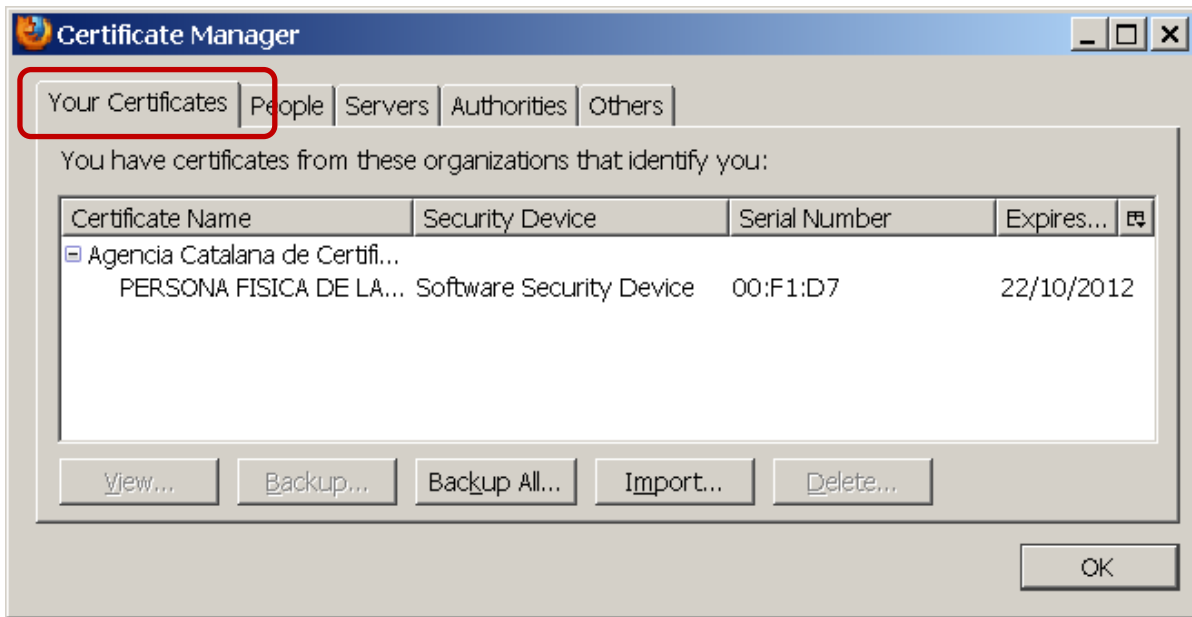 Certificate Manager
Your Certificates People Servers Authorities Others
You have certificates from these organizations that identify you:
Certificate Name Security Device Serial Number Expires...
Agencia Catalana de Certifi...
PERSONA FISICA DE LA... Software Security Device 00:F1:D7 22/10/2012
View... Backup... Backup All... Import... Delete...
OK